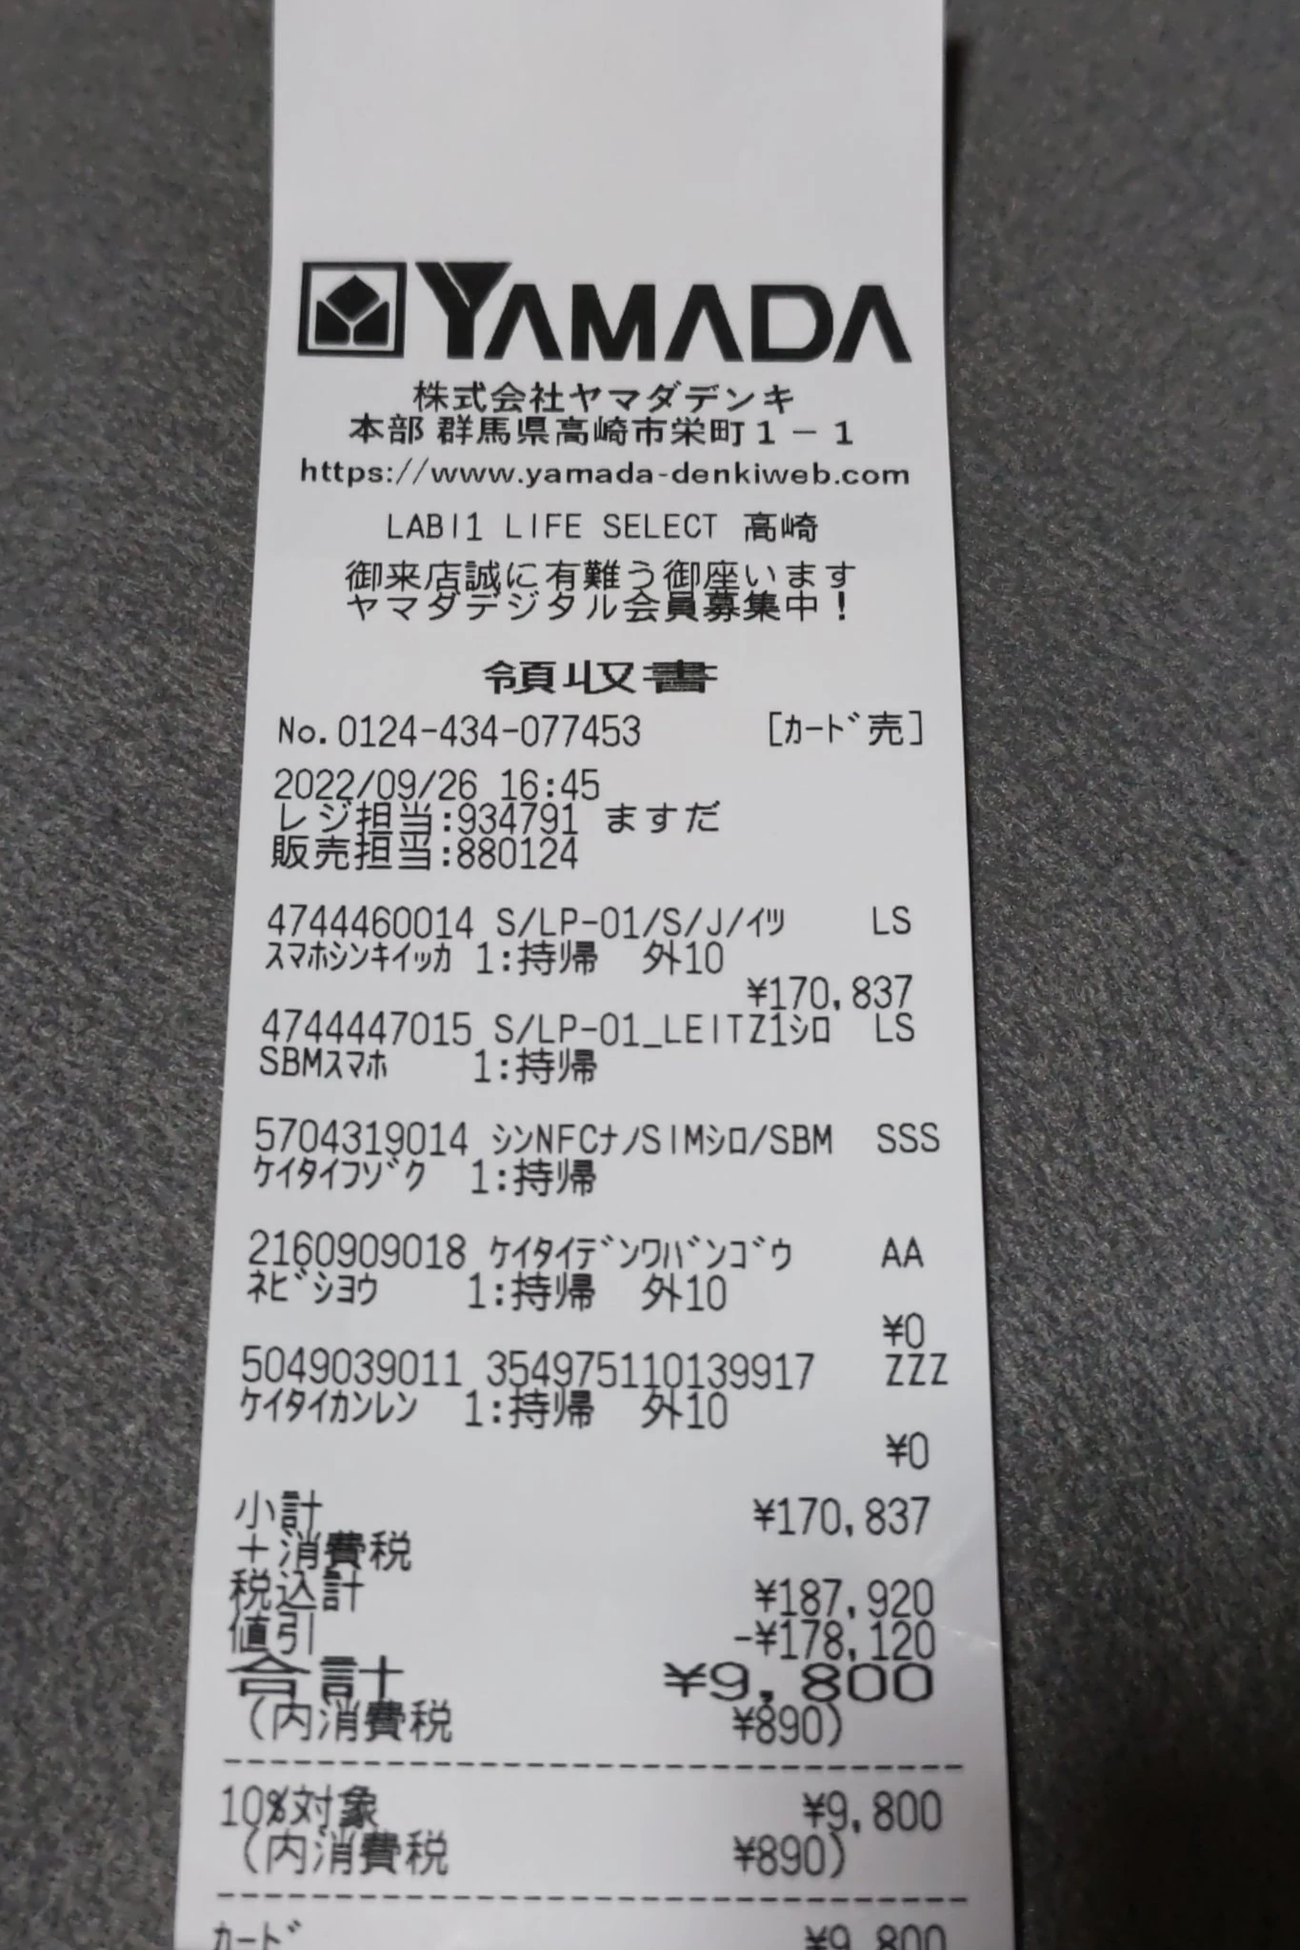 YAMADA
株式会社ヤマダデンキ
本部 群馬県高崎市栄町1-1
https://www.yamada-denkiweb.com
LABI1 LIFE SELECT 高崎
御来店誠に有難う御座います
ヤマダデジタル会員募集中!
領収書
No.0124-434-077453 [ｶｰﾄﾞ売]
2022/09/26 16:45
レジ担当:934791 ますだ
販売担当:880124
4744460014 S/LP-01/S/J/ｲﾂ LS
ｽﾏﾎｼﾝｷｲｯｶ 1:持帰 外10
¥170,837
4744447015 S/LP-01_LEITZ1ｼﾛ LS
SBMｽﾏﾎ 1:持帰
5704319014 ｼﾝNFCﾅﾉSIMｼﾛ/SBM SSS
ｹｲﾀｲﾌｿﾞｸ 1:持帰
2160909018 ｹｲﾀｲﾃﾞﾝﾜﾊﾞﾝｺﾞｳ AA
ﾈﾋﾞｼﾖｳ 1:持帰 外10
¥0
5049039011 354975110139917 ZZZ
ｹｲﾀｲｶﾝﾚﾝ 1:持帰 外10
¥0
小計 ¥170,837
+消費税
税込計 ¥187,920
値引 -¥178,120
合計 ¥9,800
(内消費税 ¥890)
10%対象 ¥9,800
(内消費税 ¥890)
ｶｰﾄﾞ ¥9,800